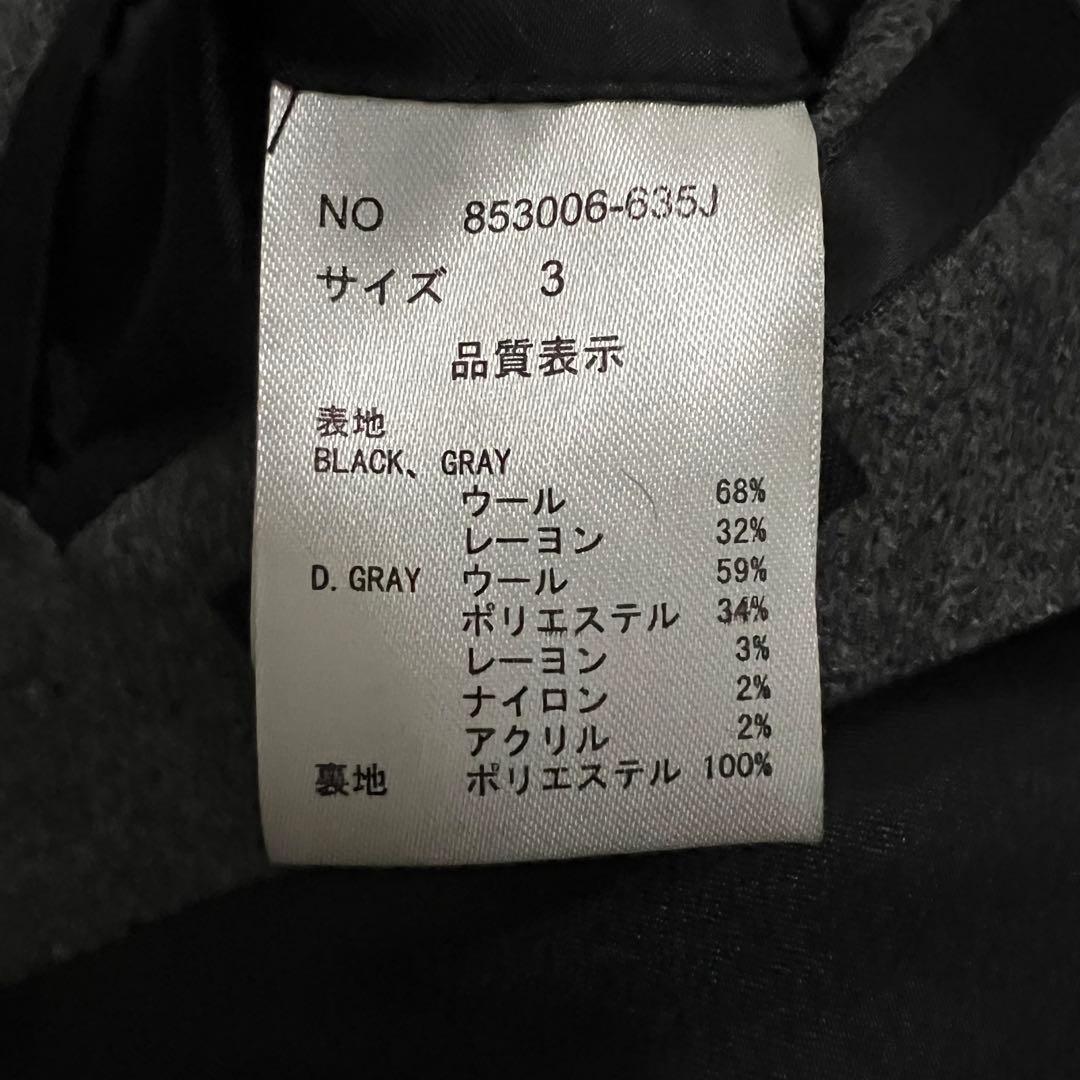 NO 853006-635J
サイズ 3
品質表示
表地
BLACK、GRAY
ウール 68%
レーヨン 32%
D.GRAY ウール 59%
ポリエステル 34%
レーヨン 3%
ナイロン 2%
アクリル 2%
裏地 ポリエステル 100%